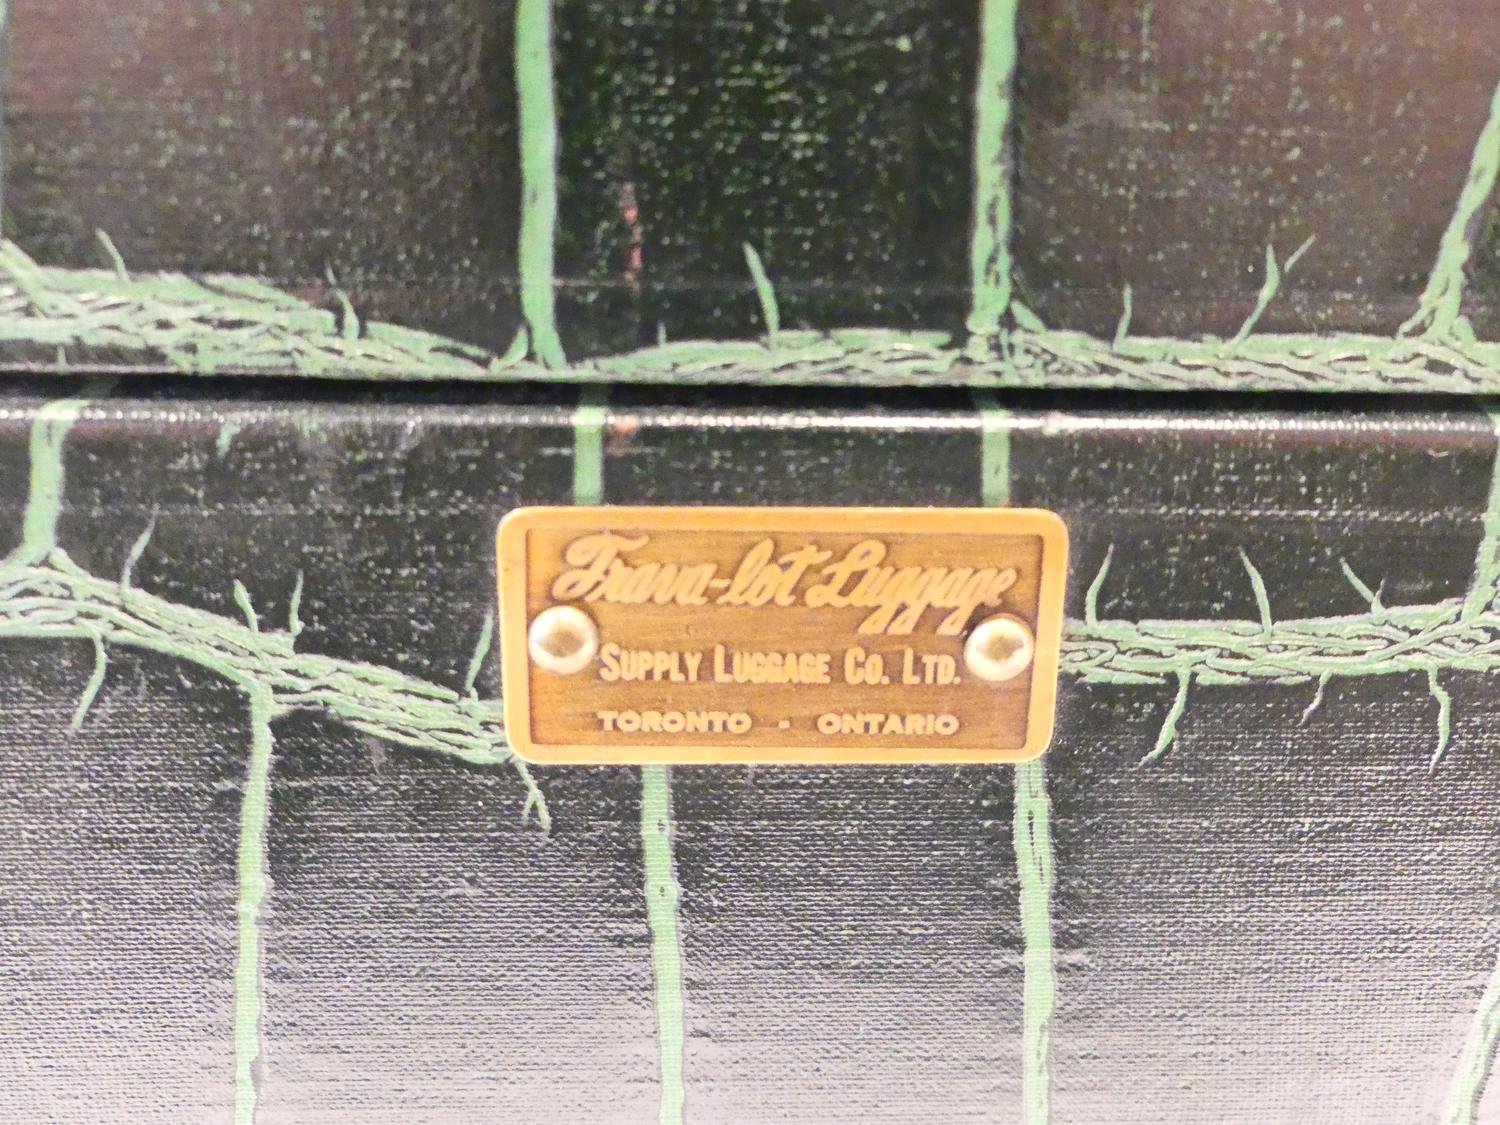 Trava-lot Luggage
SUPPLY LUGGAGE CO. LTD.
TORONTO - ONTARIO